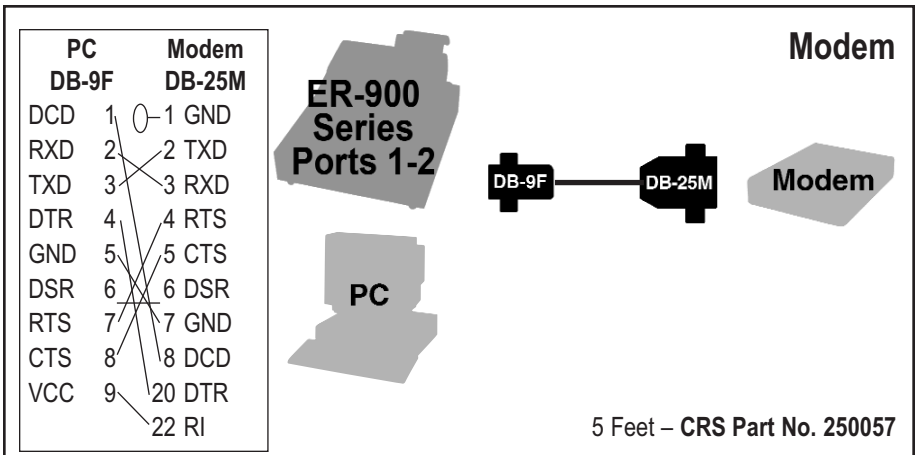 PC Modem
DB-9F DB-25M
DCD 1 1 GND
RXD 2 2 TXD
TXD 3 3 RXD
DTR 4 4 RTS
GND 5 5 CTS
DSR 6 6 DSR
RTS 7 7 GND
CTS 8 8 DCD
VCC 9 20 DTR
22 RI
ER-900
Series
Ports 1-2
PC
DB-9F
DB-25M
Modem
Modem
5 Feet – CRS Part No. 250057